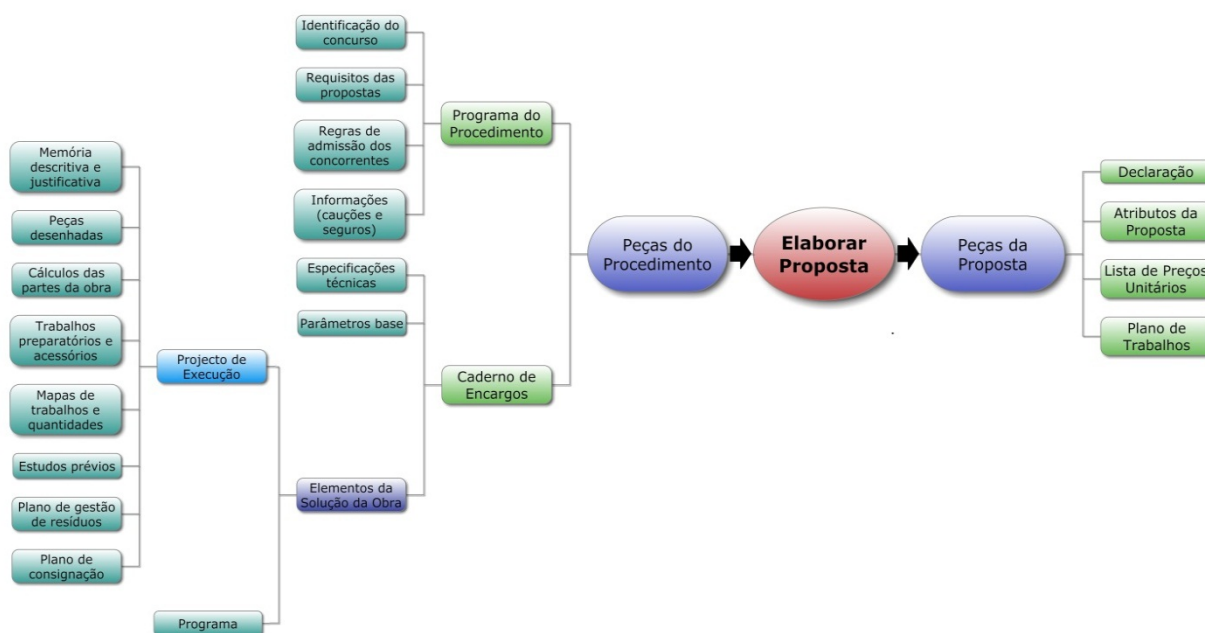 Identificação do
concurso
Requisitos das
propostas
Regras de
admissão dos
concorrentes
Informações
(cauções e
seguros)
Programa do
Procedimento
Memória
descritiva e
justificativa
Peças
desenhadas
Cálculos das
partes da obra
Trabalhos
preparatórios e
acessórios
Mapas de
trabalhos e
quantidades
Estudos prévios
Plano de gestão
de resíduos
Plano de
consignação
Projecto de
Execução
Programa
Especificações
técnicas
Parâmetros base
Elementos da
Solução da Obra
Caderno de
Encargos
Peças do
Procedimento
Elaborar
Proposta
Peças da
Proposta
Declaração
Atributos da
Proposta
Lista de Preços
Unitários
Plano de
Trabalhos